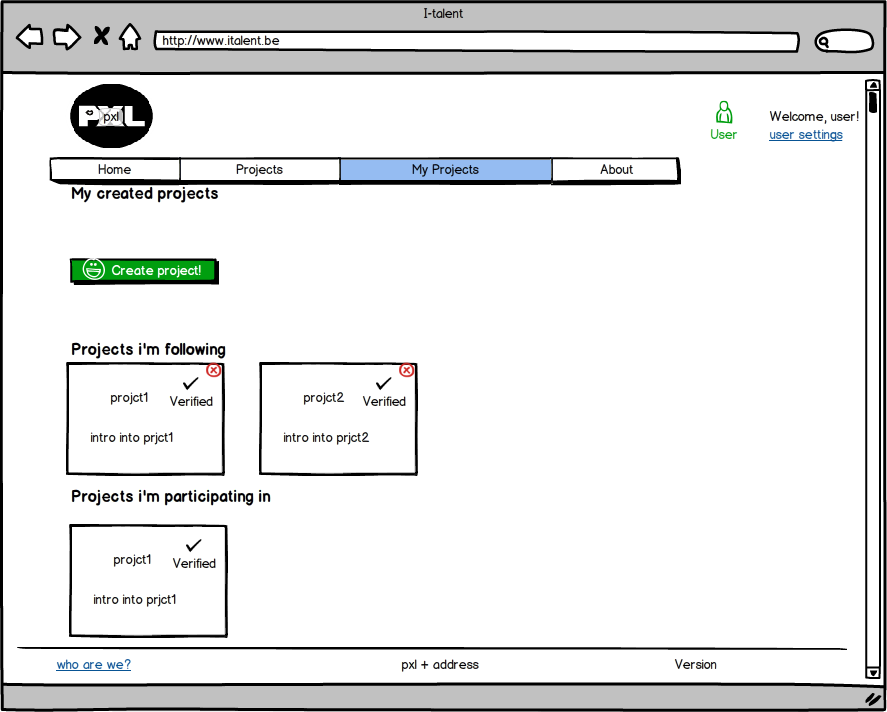 I-talent
http://www.italent.be
PXL
pxl
User
Welcome, user!
user settings
Home Projects My Projects About
My created projects
Create project!
Projects i'm following
projct1 Verified
intro into prjct1
projct2 Verified
intro into prjct2
Projects i'm participating in
projct1 Verified
intro into prjct1
who are we? pxl + address Version